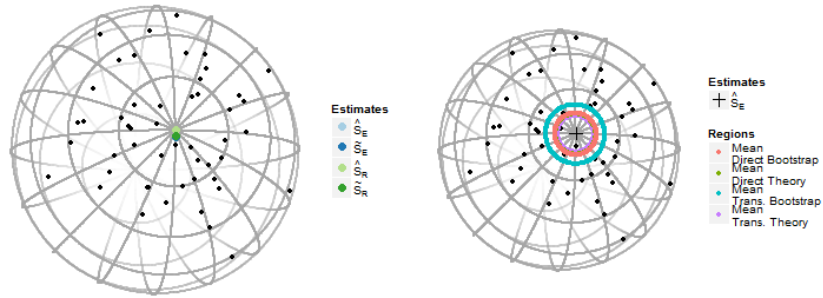 Estimates
Ŝ_E
S̃_E
Ŝ_R
S̃_R
Estimates
Ŝ_E
Regions
Mean
Direct Bootstrap
Mean
Direct Theory
Mean
Trans. Bootstrap
Mean
Trans. Theory